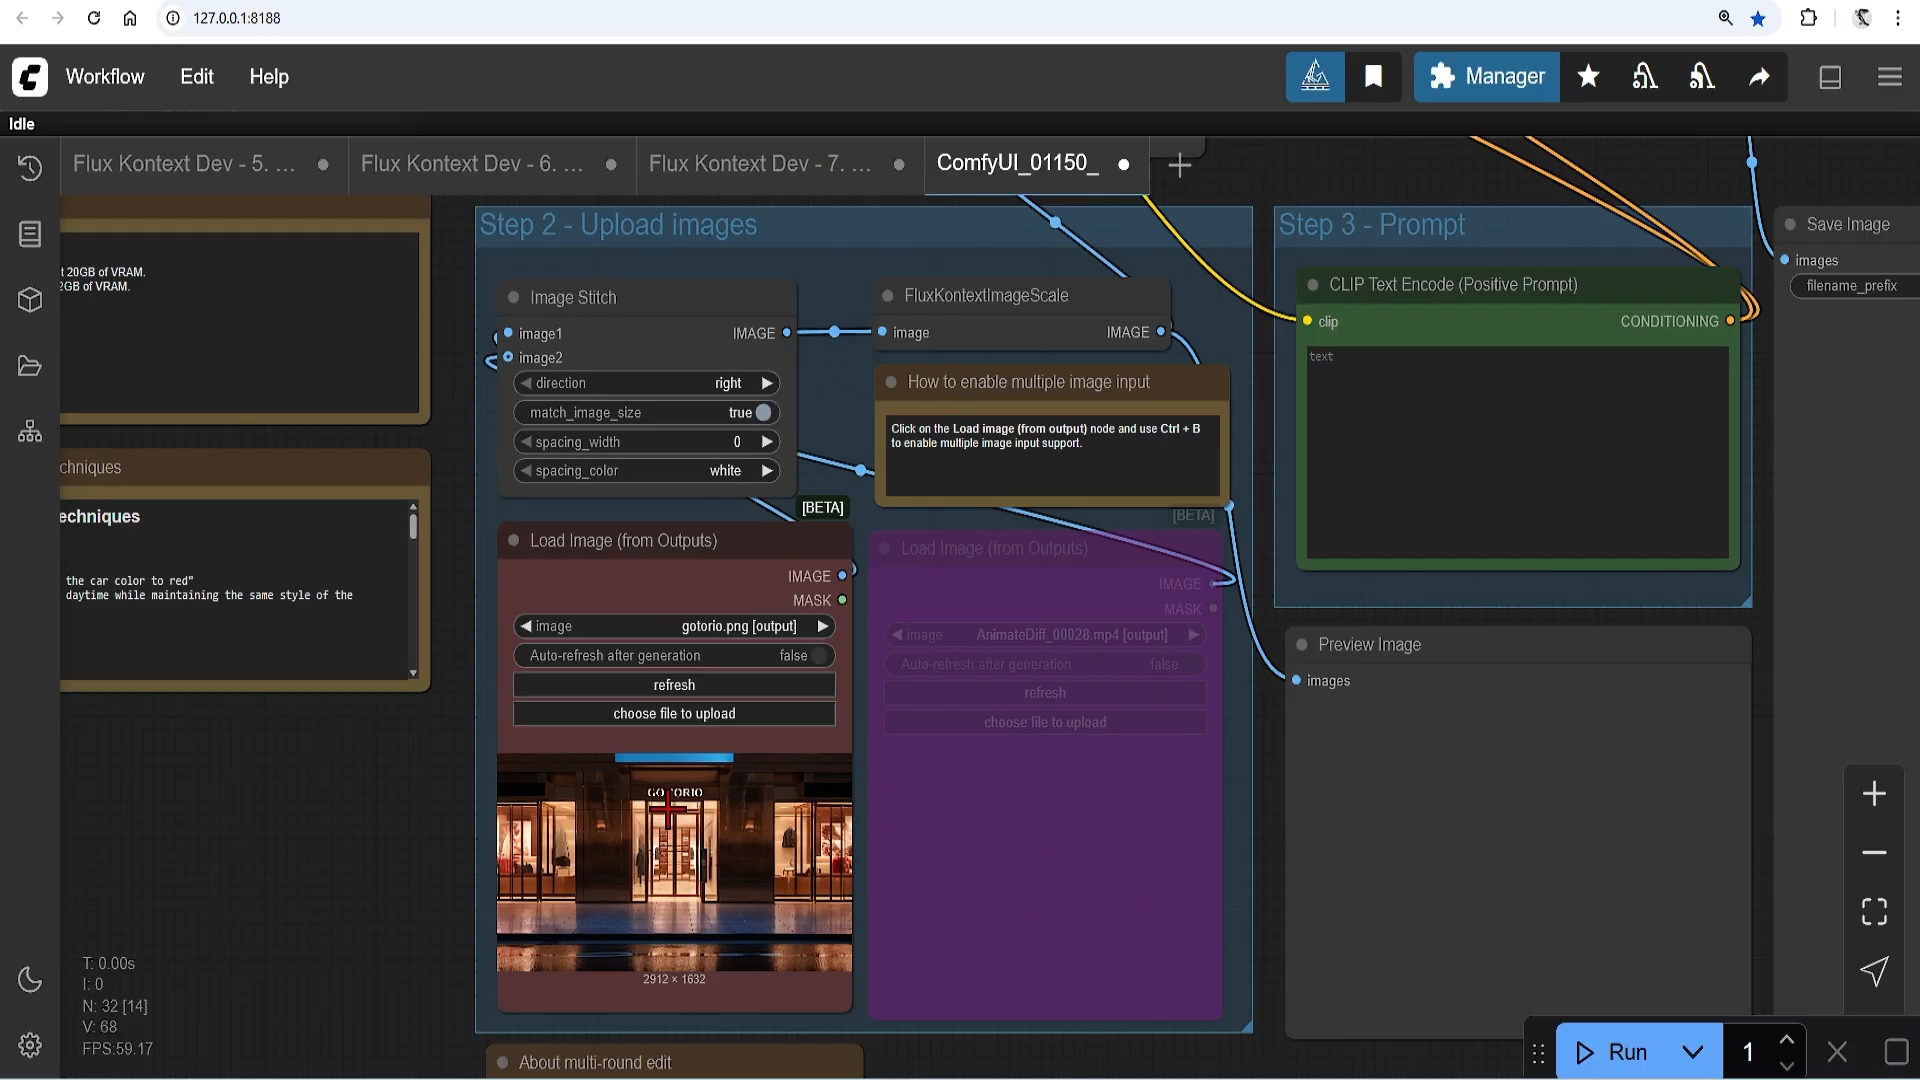 127.0.0.1:8188
Workflow Edit Help
Manager
Idle
Flux Kontext Dev - 5. ...
Flux Kontext Dev - 6. ...
Flux Kontext Dev - 7. ...
ComfyUI_01150_
t 20GB of VRAM.
2GB of VRAM.
chniques
echniques
the car color to red"
daytime while maintaining the same style of the
Step 2 - Upload images
Image Stitch
image1 IMAGE
image2
direction right
match_image_size true
spacing_width 0
spacing_color white
FluxKontextImageScale
image IMAGE
How to enable multiple image input
Click on the Load image (from output) node and use Ctrl + B
to enable multiple image input support.
[BETA]
Load Image (from Outputs)
IMAGE
MASK
image gotorio.png [output]
Auto-refresh after generation false
refresh
choose file to upload
GOTORIO
2912 × 1632
[BETA]
Load Image (from Outputs)
IMAGE
MASK
image AnimateDiff_00028.mp4 [output]
Auto-refresh after generation false
refresh
choose file to upload
About multi-round edit
Step 3 - Prompt
CLIP Text Encode (Positive Prompt)
clip CONDITIONING
text
Preview Image
images
Save Image
images
filename_prefix
T: 0.00s
I: 0
N: 32 [14]
V: 68
FPS:59.17
Run 1